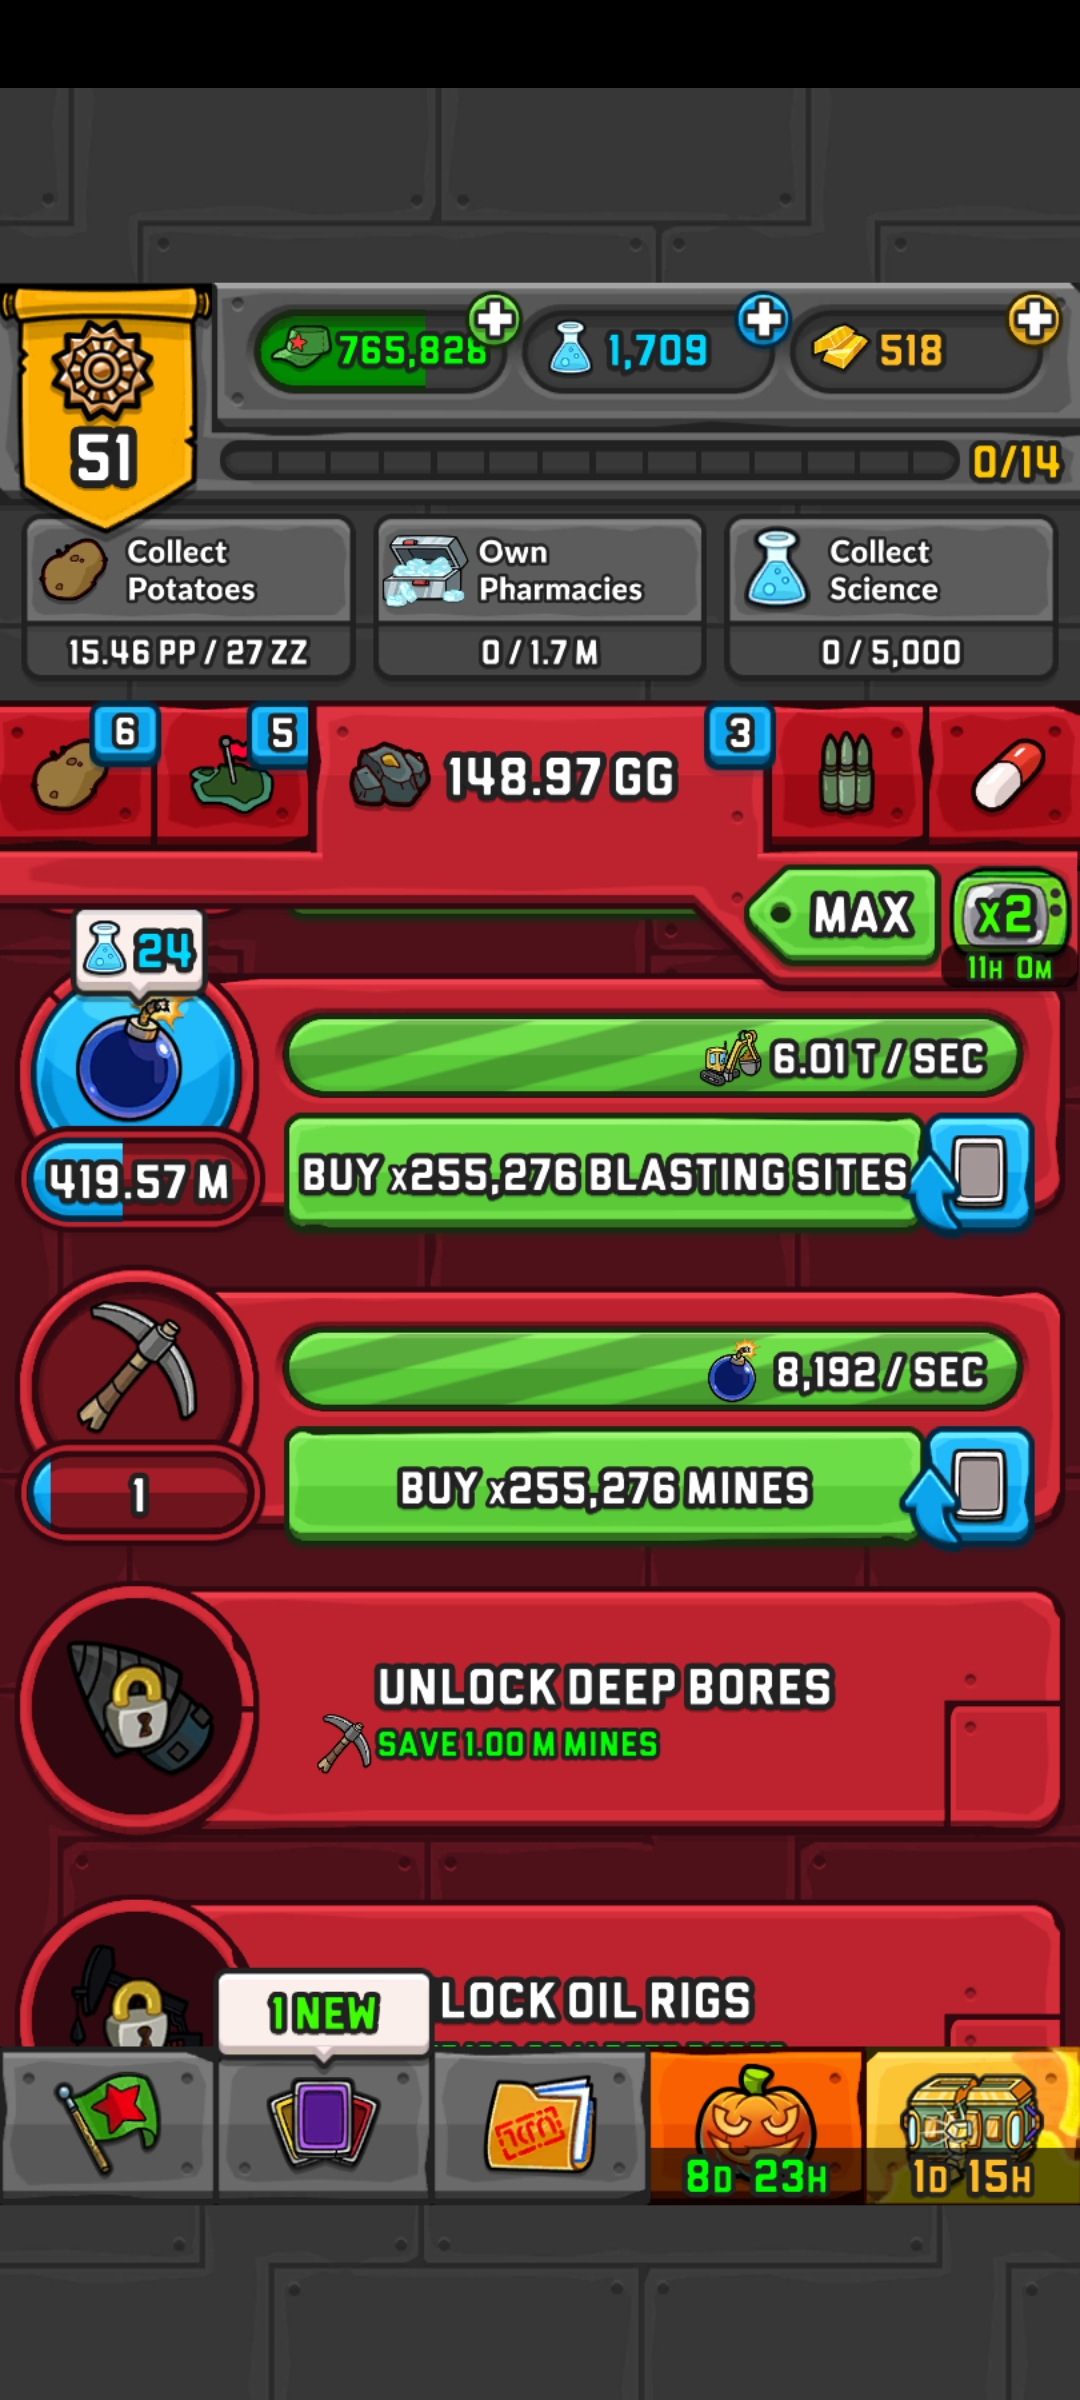 51
765,828
1,709
518
0/14
Collect
Potatoes
15.46 PP / 27 ZZ
Own
Pharmacies
0 / 1.7 M
Collect
Science
0 / 5,000
6
5
148.97 GG
3
MAX
x2
11H 0M
24
6.01 T / SEC
419.57 M
BUY x255,276 BLASTING SITES
8,192 / SEC
1
BUY x255,276 MINES
UNLOCK DEEP BORES
SAVE 1.00 M MINES
LOCK OIL RIGS
1 NEW
8D 23H
1D 15H